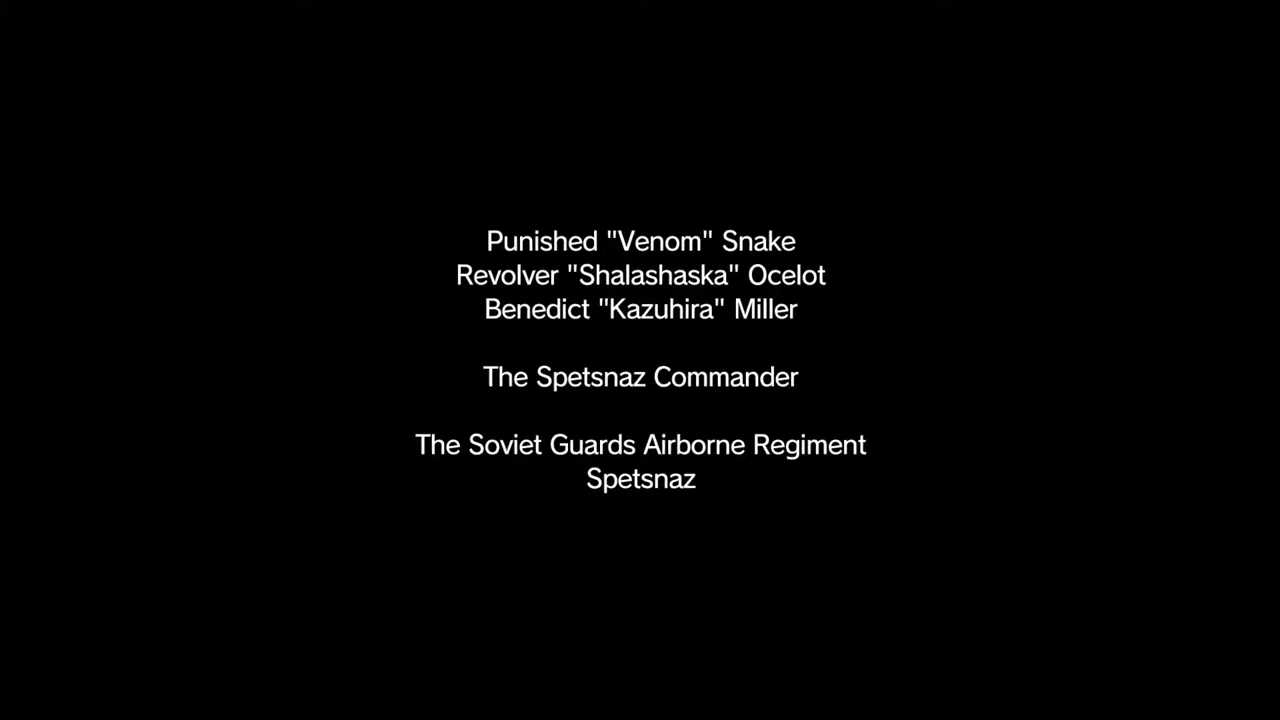 Punished "Venom" Snake
Revolver "Shalashaska" Ocelot
Benedict "Kazuhira" Miller
The Spetsnaz Commander
The Soviet Guards Airborne Regiment
Spetsnaz